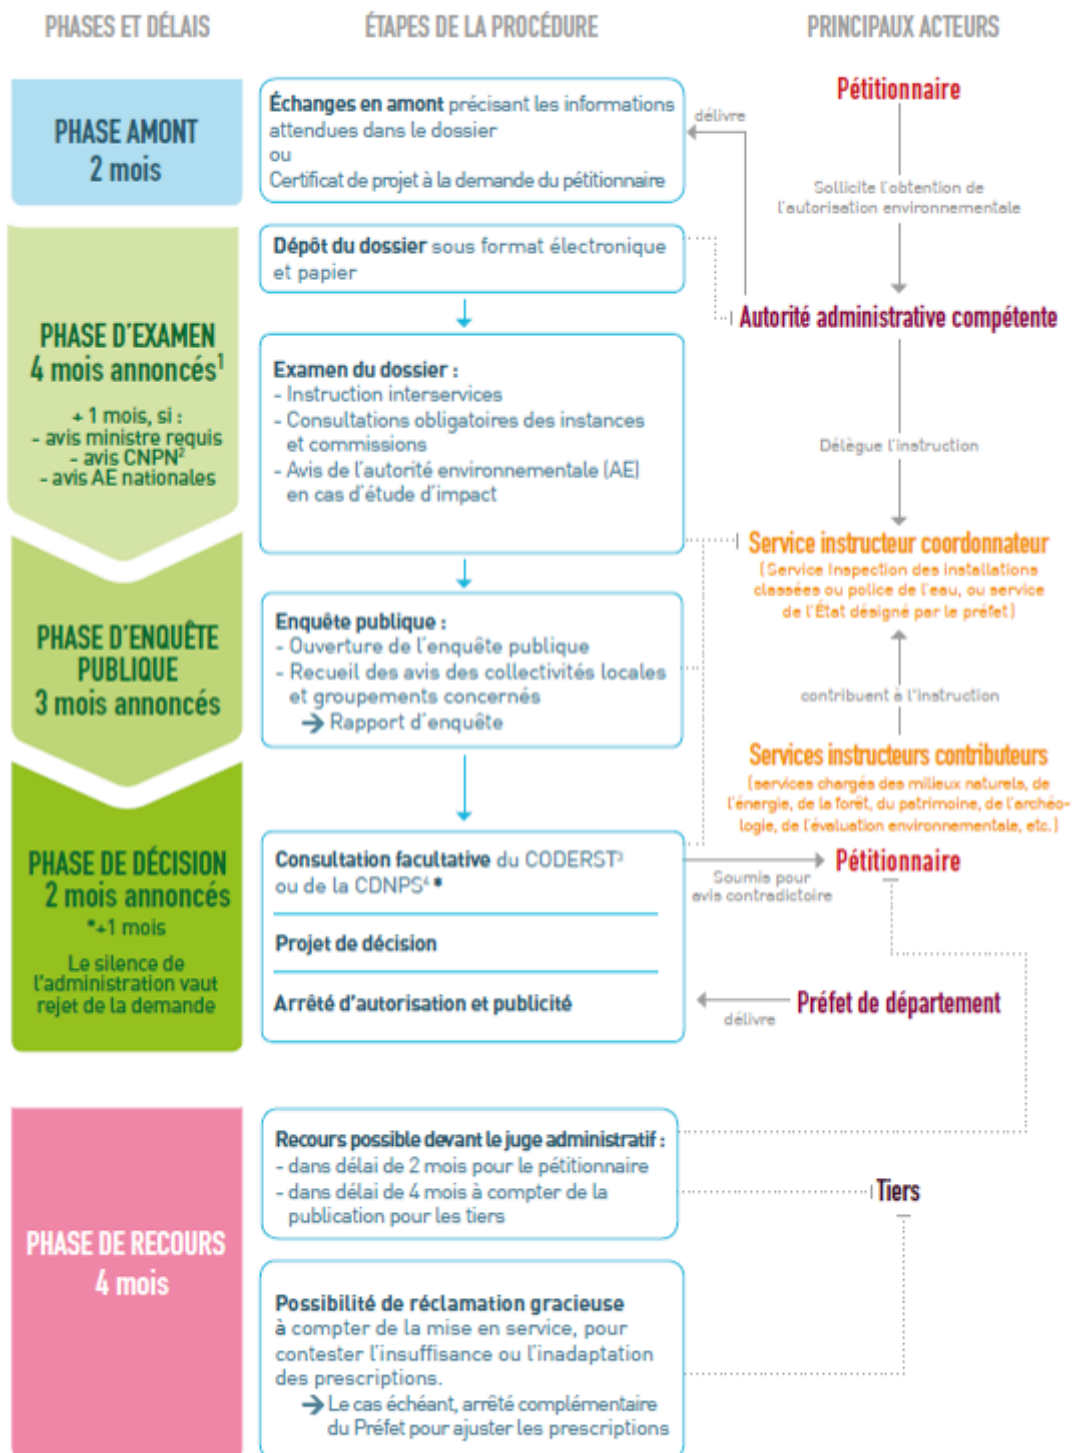 PHASES ET DÉLAIS
ÉTAPES DE LA PROCÉDURE
PRINCIPAUX ACTEURS
PHASE AMONT
2 mois
Échanges en amont précisant les informations
attendues dans le dossier
ou
Certificat de projet à la demande du pétitionnaire
délivre
Pétitionnaire
Sollicite l'obtention de
l'autorisation environnementale
Dépôt du dossier sous format électronique
et papier
Autorité administrative compétente
PHASE D'EXAMEN
4 mois annoncés¹
+ 1 mois, si :
- avis ministre requis
- avis CNPN²
- avis AE nationales
Examen du dossier :
- Instruction interservices
- Consultations obligatoires des instances
et commissions
- Avis de l'autorité environnementale (AE)
en cas d'étude d'impact
Délègue l'instruction
Service instructeur coordonnateur
(Service Inspection des installations
classées ou police de l'eau, ou service
de l'État désigné par le préfet)
PHASE D'ENQUÊTE
PUBLIQUE
3 mois annoncés
Enquête publique :
- Ouverture de l'enquête publique
- Recueil des avis des collectivités locales
et groupements concernés
→ Rapport d'enquête
contribuent à l'instruction
Services instructeurs contributeurs
(services chargés des milieux naturels, de
l'énergie, de la forêt, du patrimoine, de l'archéo-
logie, de l'évaluation environnementale, etc.)
PHASE DE DÉCISION
2 mois annoncés
*+1 mois
Le silence de
l'administration vaut
rejet de la demande
Consultation facultative du CODERST³
ou de la CDNPS⁴ *
Projet de décision
Arrêté d'autorisation et publicité
Soumis pour
avis contradictoire
Pétitionnaire
délivre
Préfet de département
PHASE DE RECOURS
4 mois
Recours possible devant le juge administratif :
- dans délai de 2 mois pour le pétitionnaire
- dans délai de 4 mois à compter de la
publication pour les tiers
Tiers
Possibilité de réclamation gracieuse
à compter de la mise en service, pour
contester l'insuffisance ou l'inadaptation
des prescriptions.
→ Le cas échéant, arrêté complémentaire
du Préfet pour ajuster les prescriptions